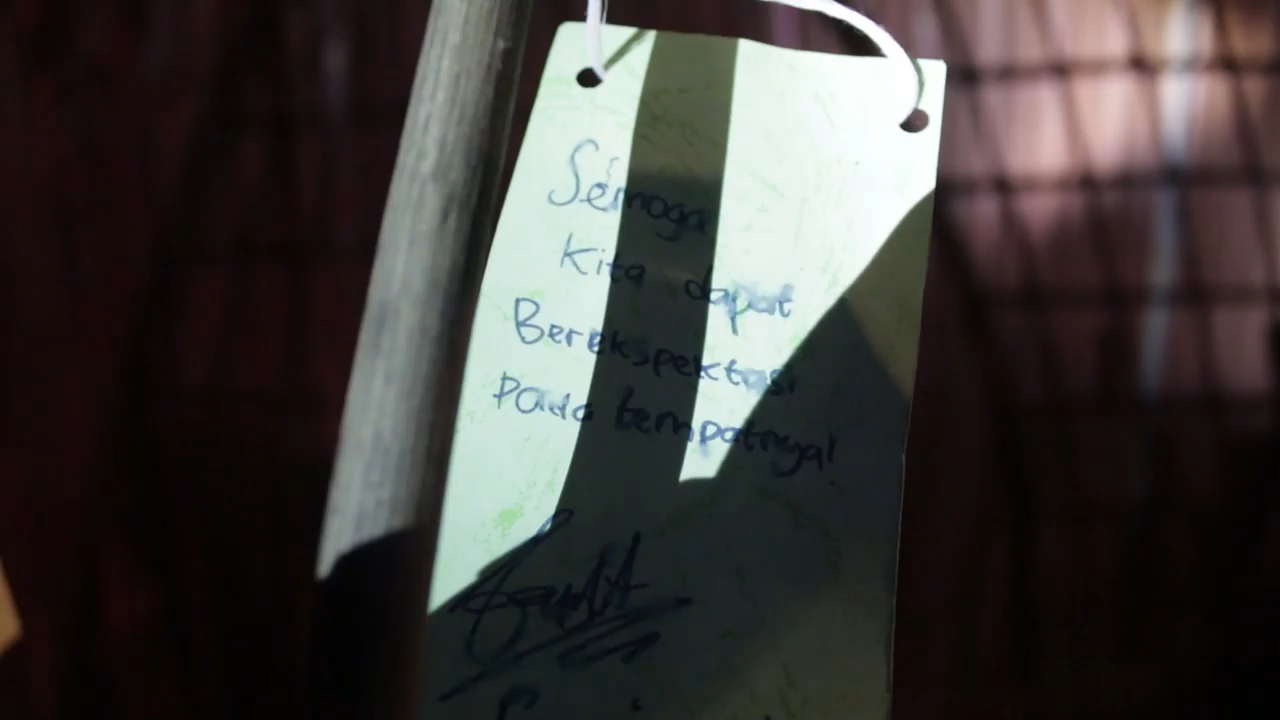 Semoga
Kita dapat
Berekspektasi
Pada tempatnya!